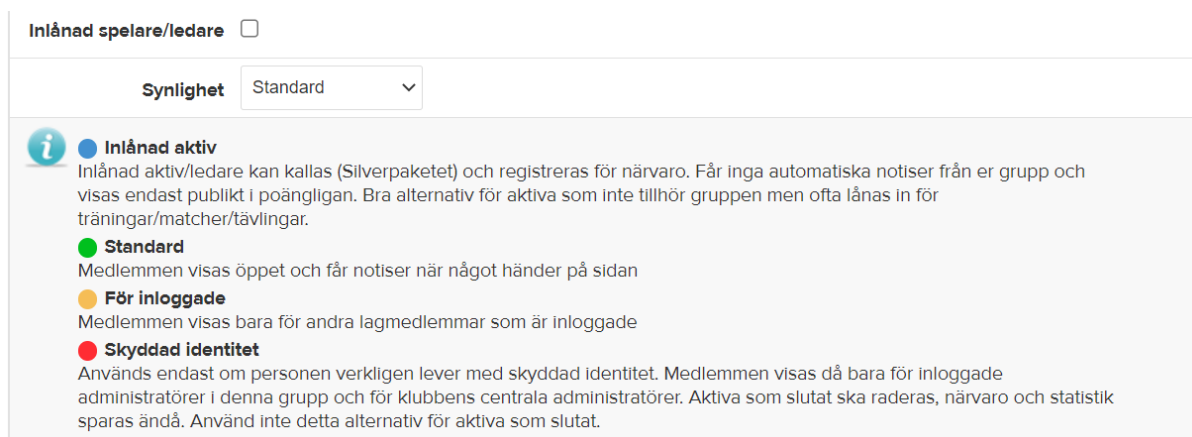 Inlånad spelare/ledare
Synlighet Standard
Inlånad aktiv
Inlånad aktiv/ledare kan kallas (Silverpaketet) och registreras för närvaro. Får inga automatiska notiser från er grupp och
visas endast publikt i poängligan. Bra alternativ för aktiva som inte tillhör gruppen men ofta lånas in för
träningar/matcher/tävlingar.
Standard
Medlemmen visas öppet och får notiser när något händer på sidan
För inloggade
Medlemmen visas bara för andra lagmedlemmar som är inloggade
Skyddad identitet
Används endast om personen verkligen lever med skyddad identitet. Medlemmen visas då bara för inloggade
administratörer i denna grupp och för klubbens centrala administratörer. Aktiva som slutat ska raderas, närvaro och statistik
sparas ändå. Använd inte detta alternativ för aktiva som slutat.